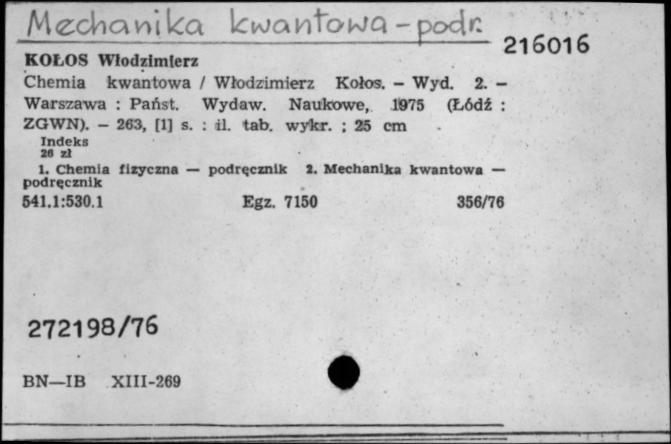 Mechanika kwantowa - podr.
216016
KOŁOS Włodzimierz
Chemia kwantowa / Włodzimierz Kołos. — Wyd. 2. —
Warszawa : Państ. Wydaw. Naukowe, 1975 (Łódź :
ZGWN). — 263, [1] s. : il. tab. wykr. ; 25 cm
Indeks
26 zł
1. Chemia fizyczna — podręcznik 2. Mechanika kwantowa —
podręcznik
541.1:530.1 Egz. 7150 356/76
272198/76
BN—IB XIII-269